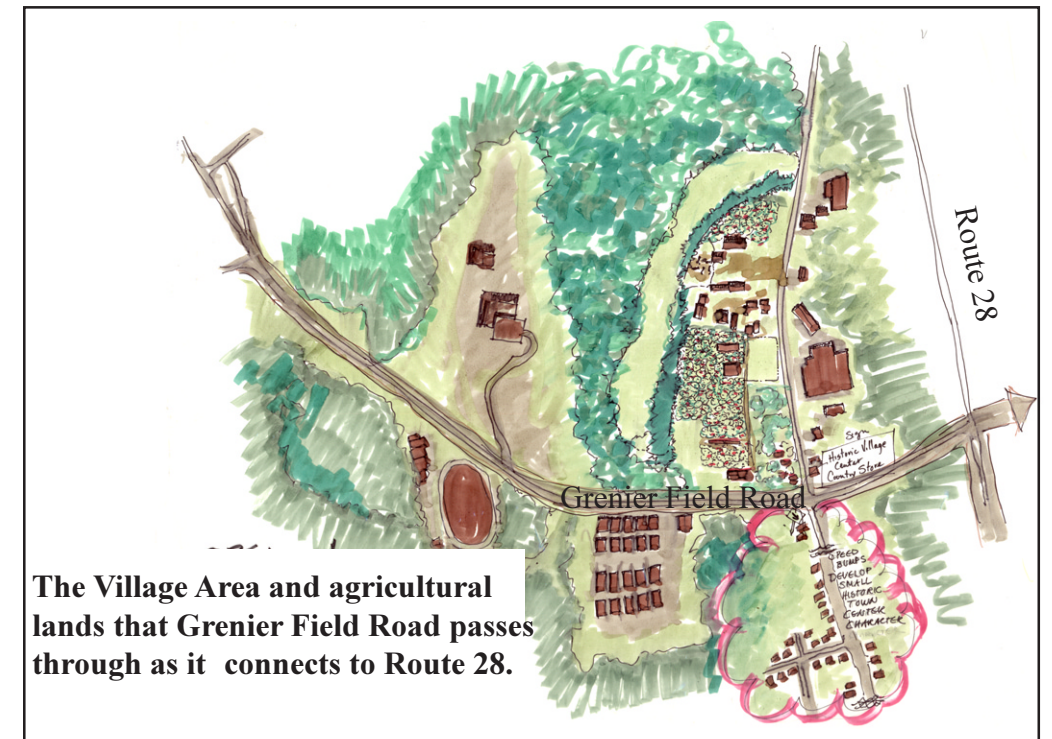 Route 28
Sign
Historic Village
Center
Country Store
Grenier Field Road
SPEED
BUMPS
DEVELOP
SMALL
HISTORIC
TOWN
CENTER
CHARACTER
The Village Area and agricultural
lands that Grenier Field Road passes
through as it connects to Route 28.